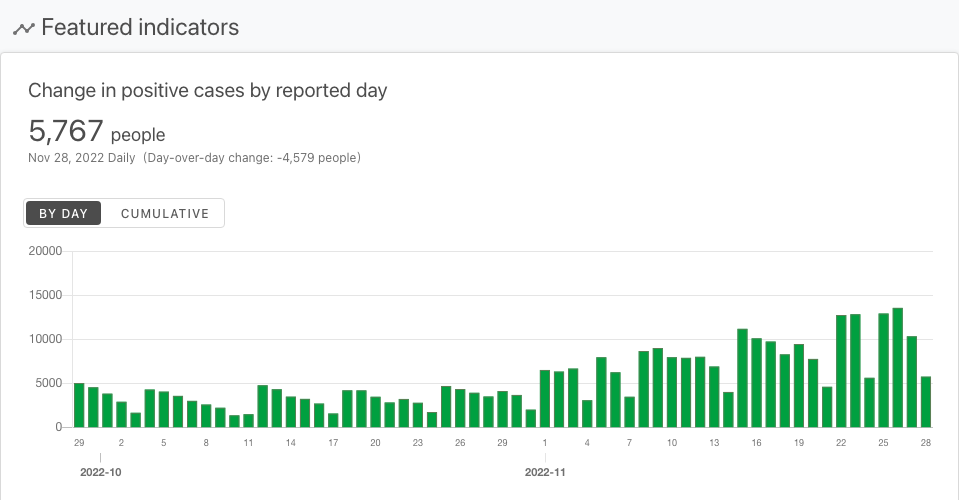 Featured indicators
Change in positive cases by reported day
5,767 people
Nov 28, 2022 Daily (Day-over-day change: -4,579 people)
BY DAY CUMULATIVE
20000
15000
10000
5000
0
29 2 5 8 11 14 17 20 23 26 29 1 4 7 10 13 16 19 22 25 28
2022-10 2022-11